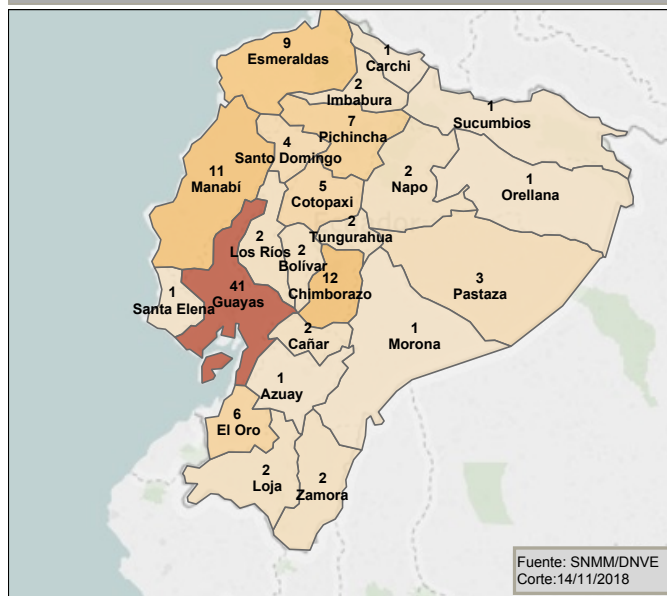 9
Esmeraldas
1
Carchi
2
Imbabura
1
Sucumbios
7
Pichincha
4
Santo Domingo
11
Manabí
2
Napo
1
Orellana
5
Cotopaxi
2
Tungurahua
2
Los Ríos
2
Bolívar
12
Chimborazo
3
Pastaza
1
Santa Elena
41
Guayas
2
Cañar
1
Morona
1
Azuay
6
El Oro
2
Loja
2
Zamora
Fuente: SNMM/DNVE
Corte:14/11/2018